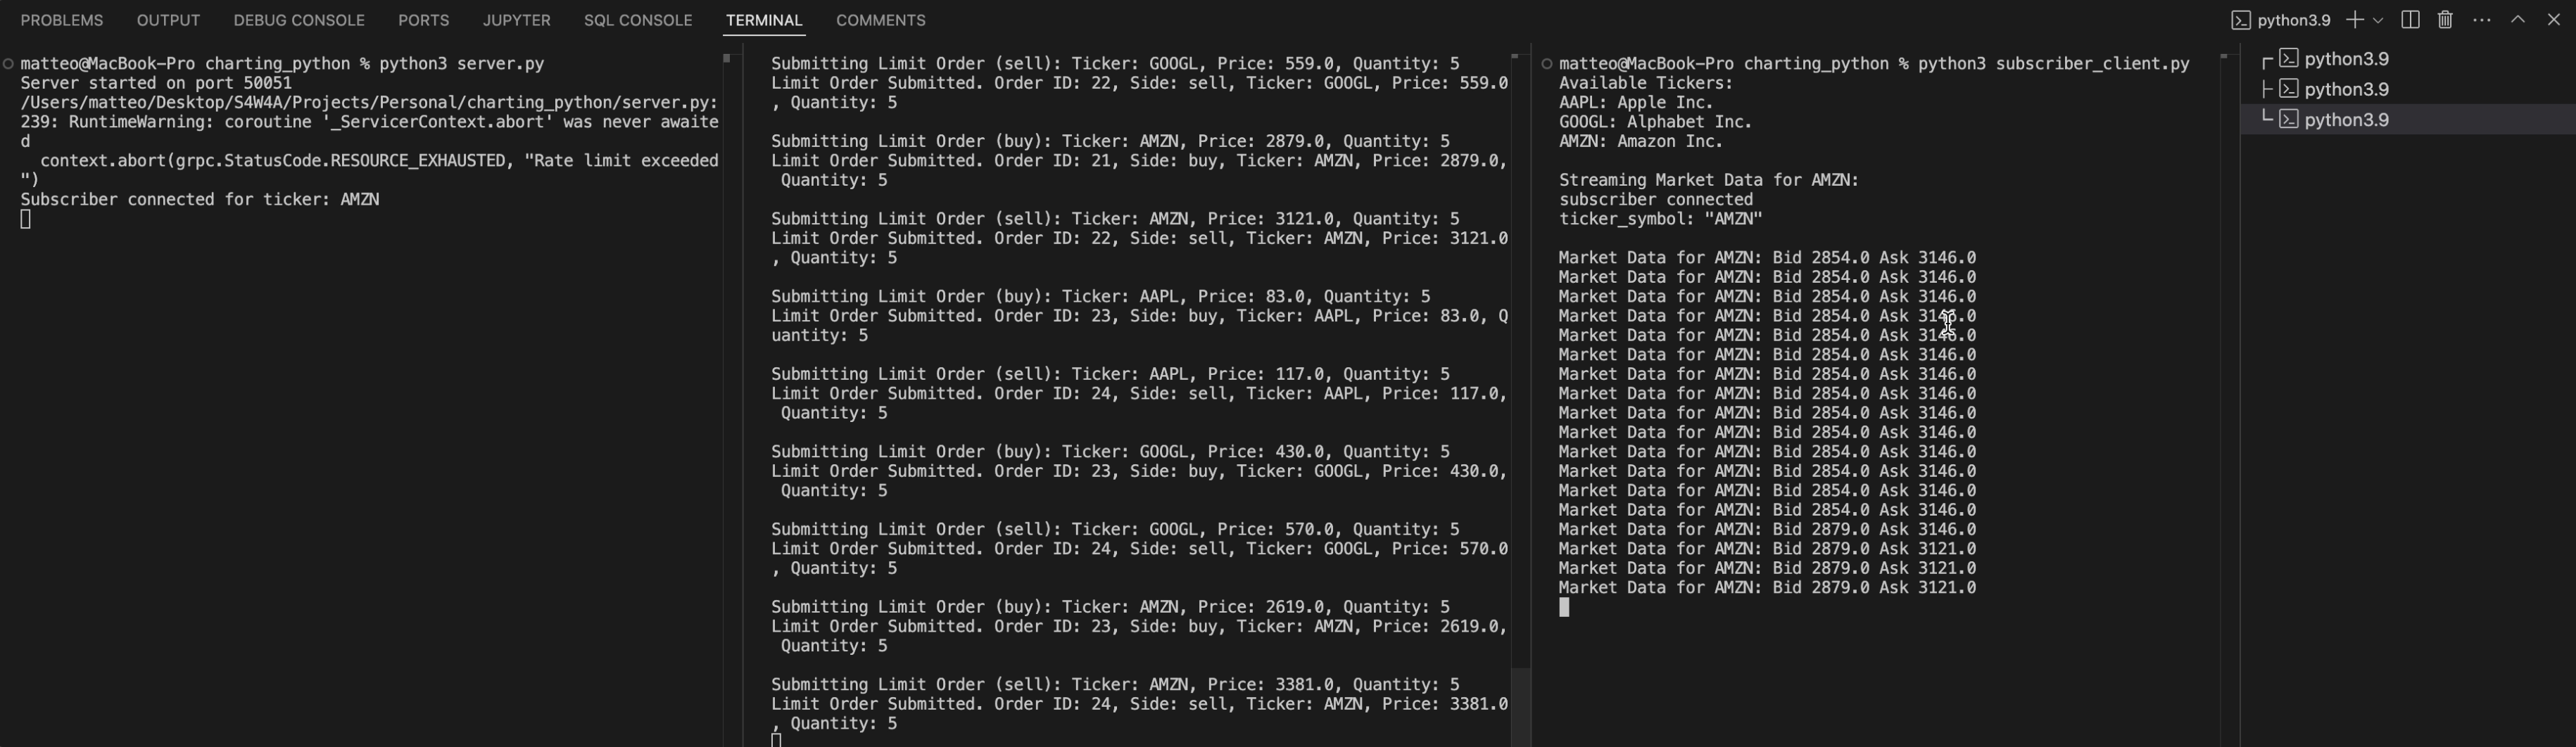 PROBLEMS OUTPUT DEBUG CONSOLE PORTS JUPYTER SQL CONSOLE TERMINAL COMMENTS
python3.9
matteo@MacBook-Pro charting_python % python3 server.py
Server started on port 50051
/Users/matteo/Desktop/S4W4A/Projects/Personal/charting_python/server.py:
239: RuntimeWarning: coroutine '_ServicerContext.abort' was never awaite
d
  context.abort(grpc.StatusCode.RESOURCE_EXHAUSTED, "Rate limit exceeded
")
Subscriber connected for ticker: AMZN
Submitting Limit Order (sell): Ticker: GOOGL, Price: 559.0, Quantity: 5
Limit Order Submitted. Order ID: 22, Side: sell, Ticker: GOOGL, Price: 559.0
, Quantity: 5
Submitting Limit Order (buy): Ticker: AMZN, Price: 2879.0, Quantity: 5
Limit Order Submitted. Order ID: 21, Side: buy, Ticker: AMZN, Price: 2879.0,
 Quantity: 5
Submitting Limit Order (sell): Ticker: AMZN, Price: 3121.0, Quantity: 5
Limit Order Submitted. Order ID: 22, Side: sell, Ticker: AMZN, Price: 3121.0
, Quantity: 5
Submitting Limit Order (buy): Ticker: AAPL, Price: 83.0, Quantity: 5
Limit Order Submitted. Order ID: 23, Side: buy, Ticker: AAPL, Price: 83.0, Q
uantity: 5
Submitting Limit Order (sell): Ticker: AAPL, Price: 117.0, Quantity: 5
Limit Order Submitted. Order ID: 24, Side: sell, Ticker: AAPL, Price: 117.0,
 Quantity: 5
Submitting Limit Order (buy): Ticker: GOOGL, Price: 430.0, Quantity: 5
Limit Order Submitted. Order ID: 23, Side: buy, Ticker: GOOGL, Price: 430.0,
 Quantity: 5
Submitting Limit Order (sell): Ticker: GOOGL, Price: 570.0, Quantity: 5
Limit Order Submitted. Order ID: 24, Side: sell, Ticker: GOOGL, Price: 570.0
, Quantity: 5
Submitting Limit Order (buy): Ticker: AMZN, Price: 2619.0, Quantity: 5
Limit Order Submitted. Order ID: 23, Side: buy, Ticker: AMZN, Price: 2619.0,
 Quantity: 5
Submitting Limit Order (sell): Ticker: AMZN, Price: 3381.0, Quantity: 5
Limit Order Submitted. Order ID: 24, Side: sell, Ticker: AMZN, Price: 3381.0
, Quantity: 5
matteo@MacBook-Pro charting_python % python3 subscriber_client.py
Available Tickers:
AAPL: Apple Inc.
GOOGL: Alphabet Inc.
AMZN: Amazon Inc.
Streaming Market Data for AMZN:
subscriber connected
ticker_symbol: "AMZN"
Market Data for AMZN: Bid 2854.0 Ask 3146.0
Market Data for AMZN: Bid 2854.0 Ask 3146.0
Market Data for AMZN: Bid 2854.0 Ask 3146.0
Market Data for AMZN: Bid 2854.0 Ask 3146.0
Market Data for AMZN: Bid 2854.0 Ask 3146.0
Market Data for AMZN: Bid 2854.0 Ask 3146.0
Market Data for AMZN: Bid 2854.0 Ask 3146.0
Market Data for AMZN: Bid 2854.0 Ask 3146.0
Market Data for AMZN: Bid 2854.0 Ask 3146.0
Market Data for AMZN: Bid 2854.0 Ask 3146.0
Market Data for AMZN: Bid 2854.0 Ask 3146.0
Market Data for AMZN: Bid 2854.0 Ask 3146.0
Market Data for AMZN: Bid 2854.0 Ask 3146.0
Market Data for AMZN: Bid 2854.0 Ask 3146.0
Market Data for AMZN: Bid 2879.0 Ask 3146.0
Market Data for AMZN: Bid 2879.0 Ask 3121.0
Market Data for AMZN: Bid 2879.0 Ask 3121.0
Market Data for AMZN: Bid 2879.0 Ask 3121.0
python3.9
python3.9
python3.9